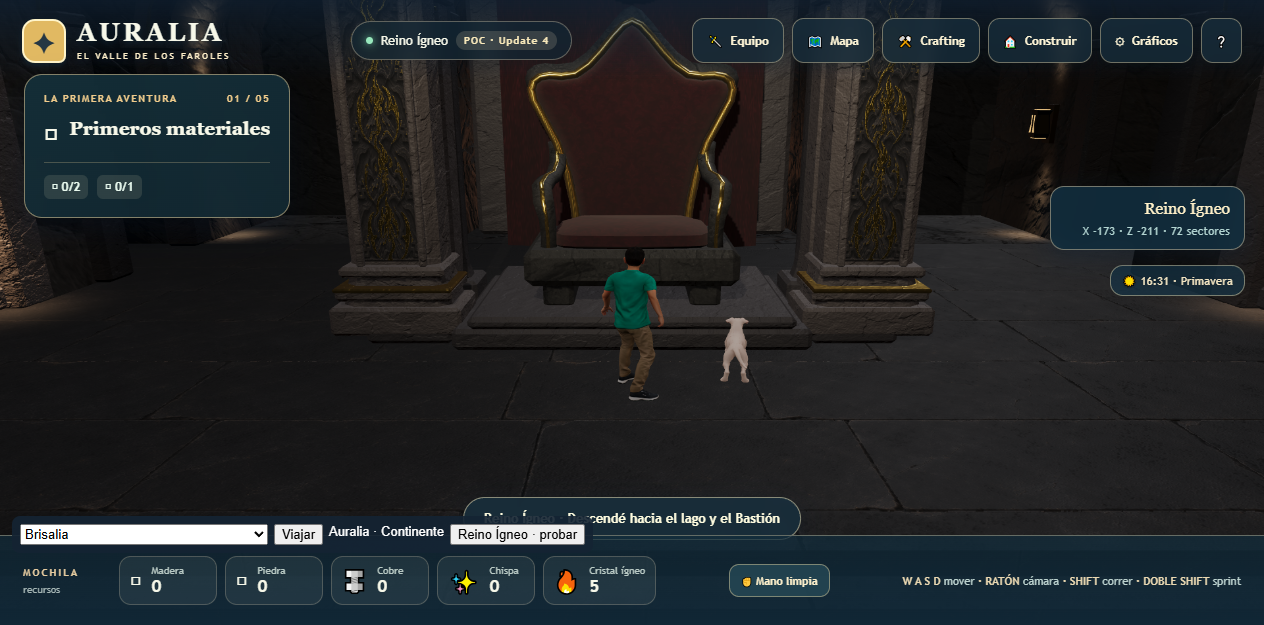 AURALIA
EL VALLE DE LOS FAROLES
Reino Ígneo POC · Update 4
Equipo
Mapa
Crafting
Construir
Gráficos
?
LA PRIMERA AVENTURA 01 / 05
Primeros materiales
0/2 0/1
Reino Ígneo
X -173 · Z -211 · 72 sectores
16:31 · Primavera
Reino Ígneo · Descendé hacia el lago y el Bastión
Brisalia
Viajar
Auralia · Continente
Reino Ígneo · probar
MOCHILA
recursos
Madera
0
Piedra
0
Cobre
0
Chispa
0
Cristal ígneo
5
Mano limpia
W A S D mover · RATÓN cámara · SHIFT correr · DOBLE SHIFT sprint